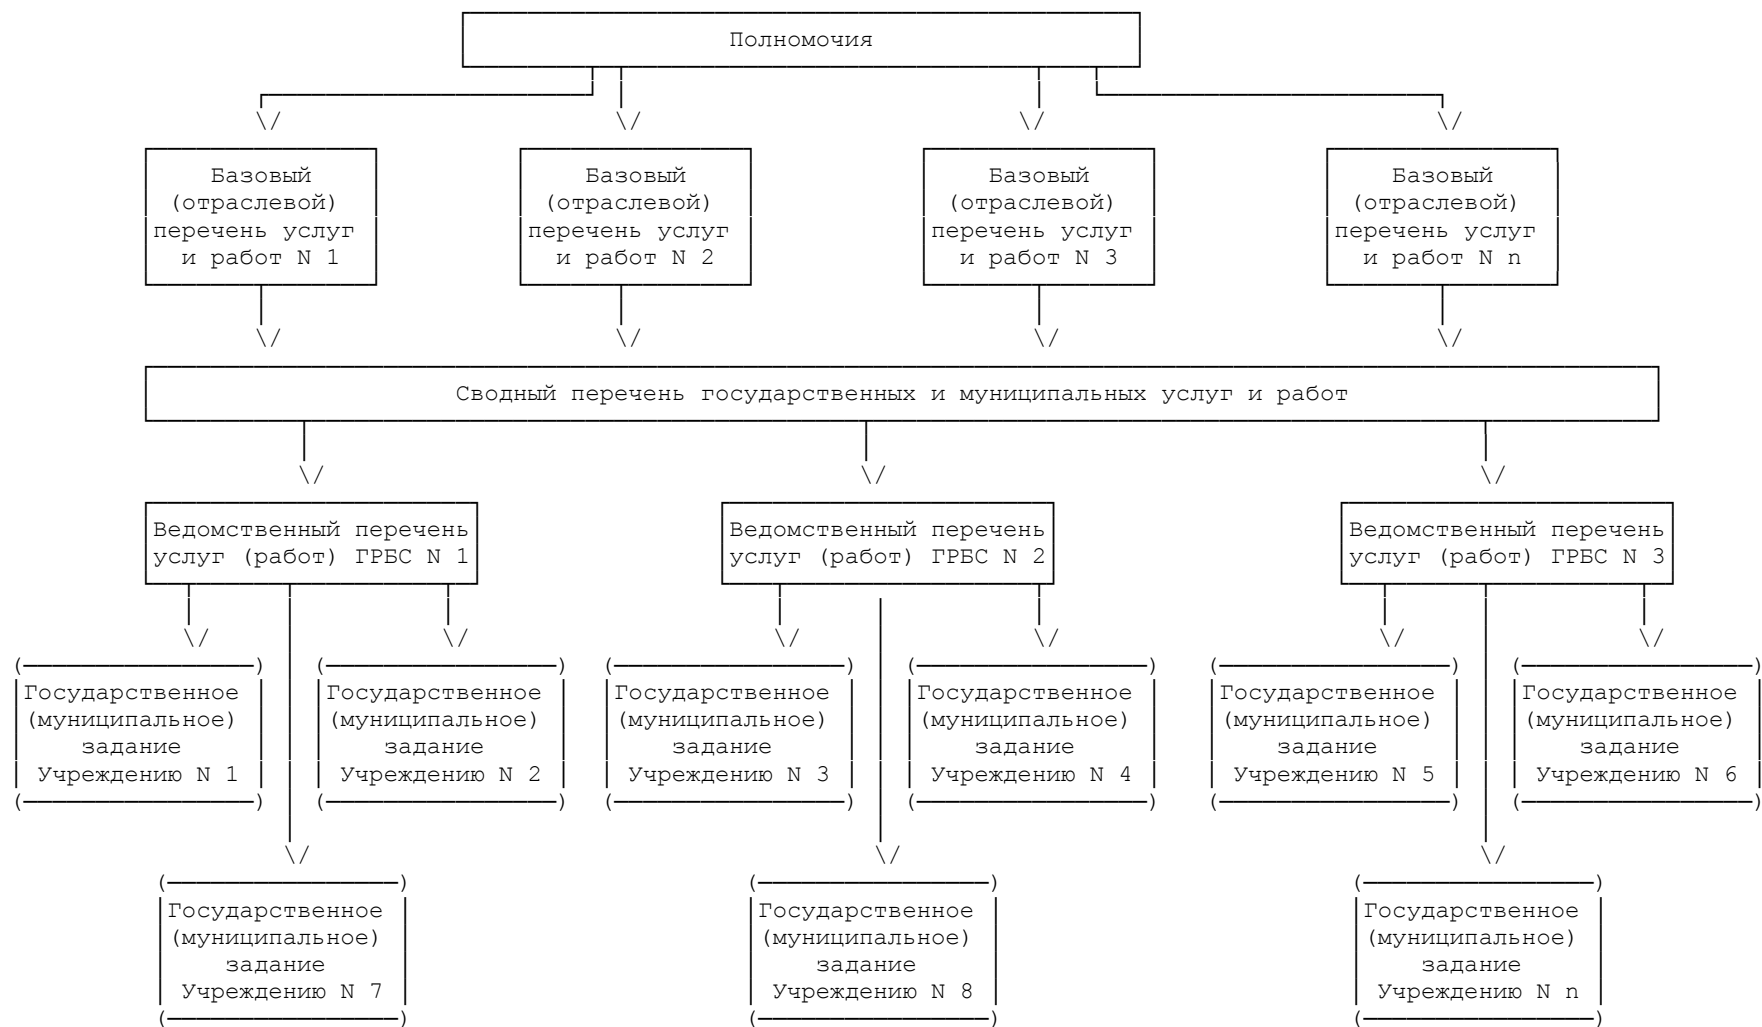 Полномочия
Базовый
(отраслевой)
перечень услуг
и работ N 1
Базовый
(отраслевой)
перечень услуг
и работ N 2
Базовый
(отраслевой)
перечень услуг
и работ N 3
Базовый
(отраслевой)
перечень услуг
и работ N n
Сводный перечень государственных и муниципальных услуг и работ
Ведомственный перечень
услуг (работ) ГРБС N 1
Ведомственный перечень
услуг (работ) ГРБС N 2
Ведомственный перечень
услуг (работ) ГРБС N 3
Государственное
(муниципальное)
задание
Учреждению N 1
Государственное
(муниципальное)
задание
Учреждению N 2
Государственное
(муниципальное)
задание
Учреждению N 3
Государственное
(муниципальное)
задание
Учреждению N 4
Государственное
(муниципальное)
задание
Учреждению N 5
Государственное
(муниципальное)
задание
Учреждению N 6
Государственное
(муниципальное)
задание
Учреждению N 7
Государственное
(муниципальное)
задание
Учреждению N 8
Государственное
(муниципальное)
задание
Учреждению N n